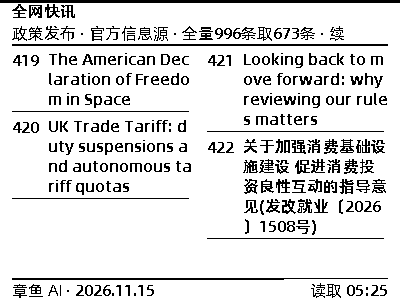 全网快讯
政策发布 · 官方信息源 · 全量996条取673条 · 续
419 The American Dec
laration of Freedo
m in Space
420 UK Trade Tariff: d
uty suspensions a
nd autonomous ta
riff quotas
421 Looking back to m
ove forward: why
reviewing our rule
s matters
422 关于加强消费基础设
施建设 促进消费投
资良性互动的指导意
见(发改就业〔2026
〕1508号)
章鱼 AI · 2026.11.15
读取 05:25